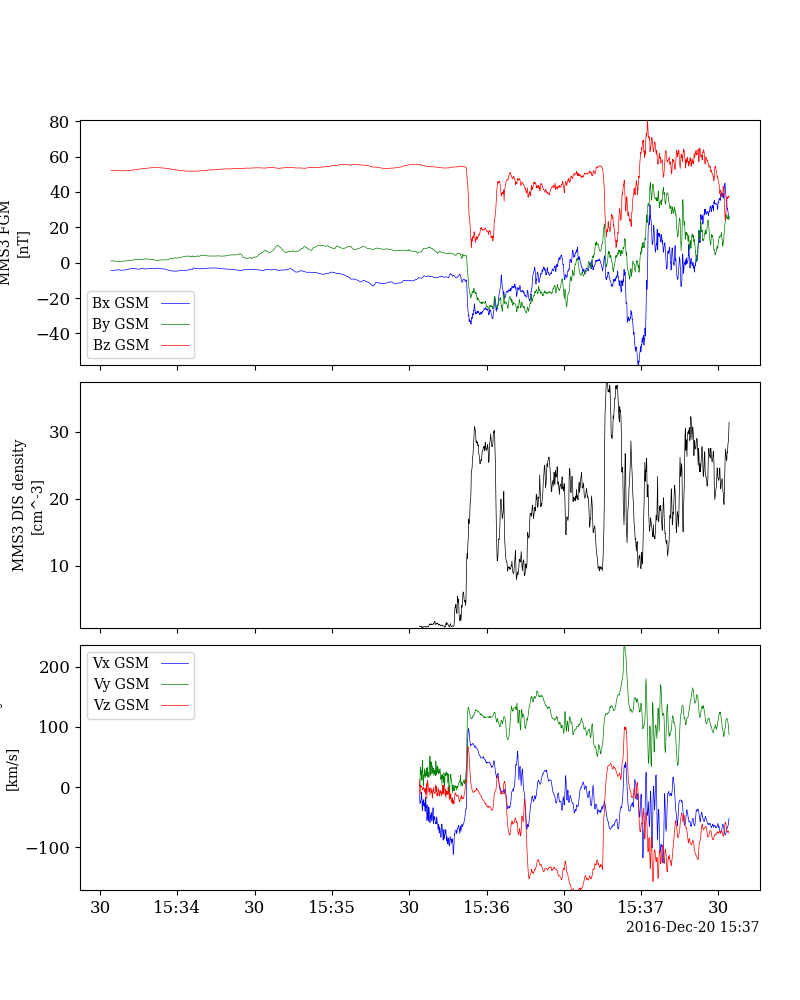 80
60
40
20
0
−20
−40
MMS3 FGM
[nT]
Bx GSM
By GSM
Bz GSM
30
20
10
MMS3 DIS density
[cm^-3]
200
100
0
−100
[km/s]
Vx GSM
Vy GSM
Vz GSM
30
15:34
30
15:35
30
15:36
30
15:37
30
2016-Dec-20 15:37